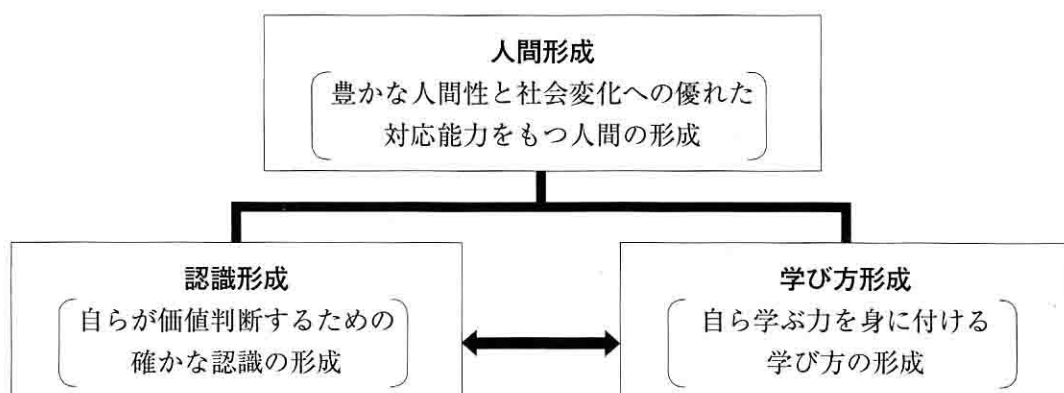 人間形成
豊かな人間性と社会変化への優れた
対応能力をもつ人間の形成
認識形成
自らが価値判断するための
確かな認識の形成
学び方形成
自ら学ぶ力を身に付ける
学び方の形成